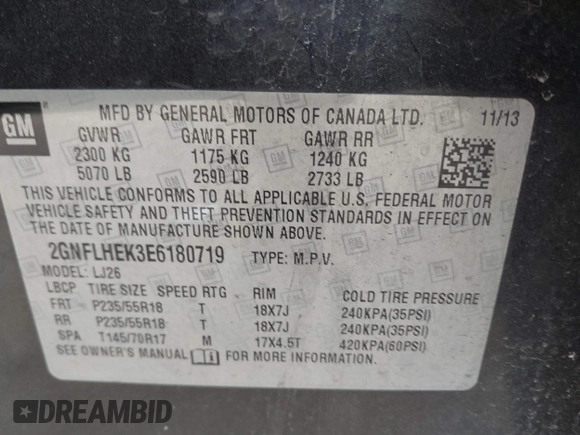 GM
MFD BY GENERAL MOTORS OF CANADA LTD. 11/13
GVWR GAWR FRT GAWR RR
2300 KG 1175 KG 1240 KG
5070 LB 2590 LB 2733 LB
THIS VEHICLE CONFORMS TO ALL APPLICABLE U.S. FEDERAL MOTOR
VEHICLE SAFETY AND THEFT PREVENTION STANDARDS IN EFFECT ON
THE DATE OF MANUFACTURE SHOWN ABOVE.
2GNFLHEK3E6180719 TYPE: M.P.V.
MODEL: LJ26
LBCP TIRE SIZE SPEED RTG RIM COLD TIRE PRESSURE
FRT P235/55R18 T 18X7J 240KPA(35PSI)
RR P235/55R18 T 18X7J 240KPA(35PSI)
SPA T145/70R17 M 17X4.5T 420KPA(60PSI)
SEE OWNER'S MANUAL FOR MORE INFORMATION.
DREAMBID